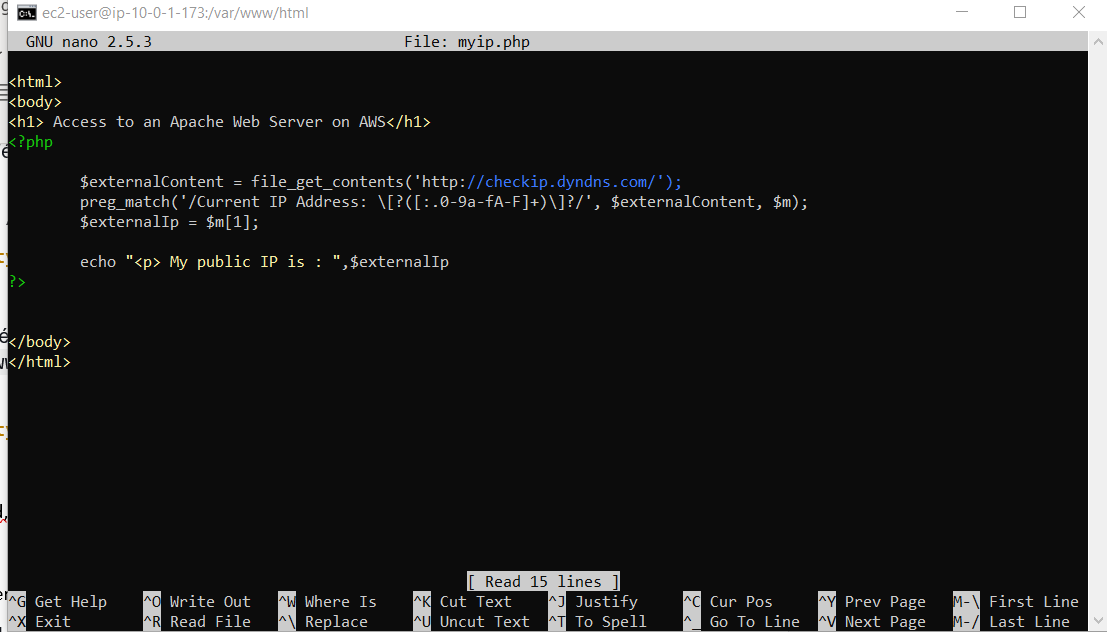 ec2-user@ip-10-0-1-173:/var/www/html
GNU nano 2.5.3 File: myip.php
<html>
<body>
<h1> Access to an Apache Web Server on AWS</h1>
<?php
$externalContent = file_get_contents('http://checkip.dyndns.com/');
preg_match('/Current IP Address: \[?([:.0-9a-fA-F]+)\]?/', $externalContent, $m);
$externalIp = $m[1];
echo "<p> My public IP is : ",$externalIp
?>
</body>
</html>
[ Read 15 lines ]
^G Get Help ^O Write Out ^W Where Is ^K Cut Text ^J Justify ^C Cur Pos ^Y Prev Page M-\ First Line
^X Exit ^R Read File ^\ Replace ^U Uncut Text ^T To Spell ^_ Go To Line ^V Next Page M-/ Last Line